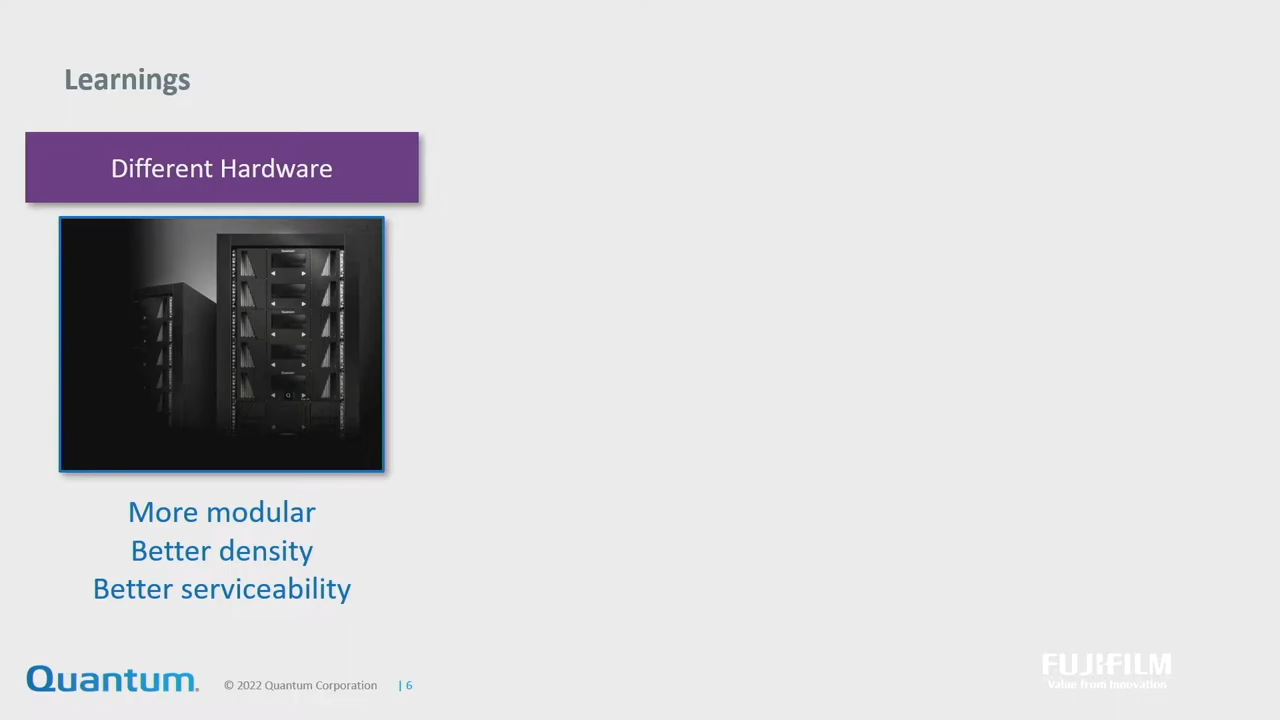 Learnings
Different Hardware
More modular
Better density
Better serviceability
Quantum.
© 2022 Quantum Corporation | 6
FUJIFILM
Value from Innovation